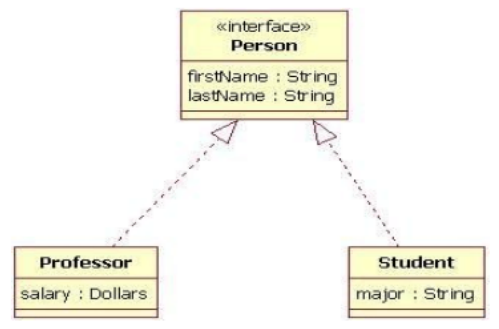 «interface»
Person
firstName : String
lastName : String
Professor
salary : Dollars
Student
major : String